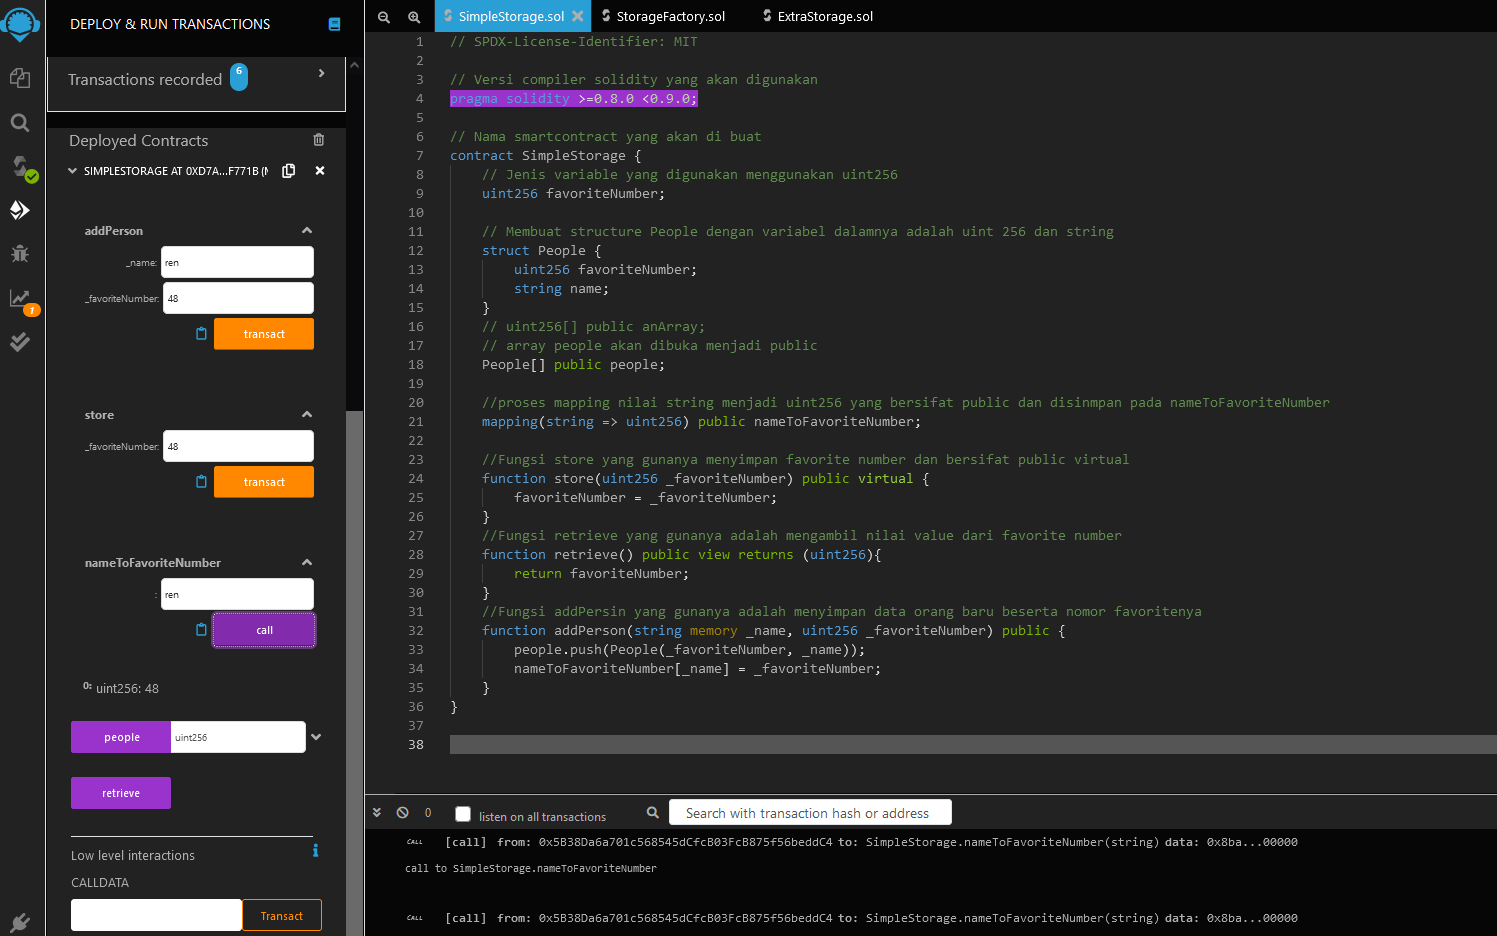 DEPLOY & RUN TRANSACTIONS
Transactions recorded 6
Deployed Contracts
SIMPLESTORAGE AT 0XD7A...F771B (M
addPerson
_name: ren
_favoriteNumber: 48
transact
store
_favoriteNumber: 48
transact
nameToFavoriteNumber
: ren
call
0: uint256: 48
people uint256
retrieve
Low level interactions
CALLDATA
Transact
1
SimpleStorage.sol StorageFactory.sol ExtraStorage.sol
1 // SPDX-License-Identifier: MIT
2
3 // Versi compiler solidity yang akan digunakan
4 pragma solidity >=0.8.0 <0.9.0;
5
6 // Nama smartcontract yang akan di buat
7 contract SimpleStorage {
8 // Jenis variable yang digunakan menggunakan uint256
9 uint256 favoriteNumber;
10
11 // Membuat structure People dengan variabel dalamnya adalah uint 256 dan string
12 struct People {
13 uint256 favoriteNumber;
14 string name;
15 }
16 // uint256[] public anArray;
17 // array people akan dibuka menjadi public
18 People[] public people;
19
20 //proses mapping nilai string menjadi uint256 yang bersifat public dan disinmpan pada nameToFavoriteNumber
21 mapping(string => uint256) public nameToFavoriteNumber;
22
23 //Fungsi store yang gunanya menyimpan favorite number dan bersifat public virtual
24 function store(uint256 _favoriteNumber) public virtual {
25 favoriteNumber = _favoriteNumber;
26 }
27 //Fungsi retrieve yang gunanya adalah mengambil nilai value dari favorite number
28 function retrieve() public view returns (uint256){
29 return favoriteNumber;
30 }
31 //Fungsi addPersin yang gunanya adalah menyimpan data orang baru beserta nomor favoritenya
32 function addPerson(string memory _name, uint256 _favoriteNumber) public {
33 people.push(People(_favoriteNumber, _name));
34 nameToFavoriteNumber[_name] = _favoriteNumber;
35 }
36 }
37
38
0 listen on all transactions Search with transaction hash or address
CALL [call] from: 0x5B38Da6a701c568545dCfcB03FcB875f56beddC4 to: SimpleStorage.nameToFavoriteNumber(string) data: 0x8ba...00000
call to SimpleStorage.nameToFavoriteNumber
CALL [call] from: 0x5B38Da6a701c568545dCfcB03FcB875f56beddC4 to: SimpleStorage.nameToFavoriteNumber(string) data: 0x8ba...00000